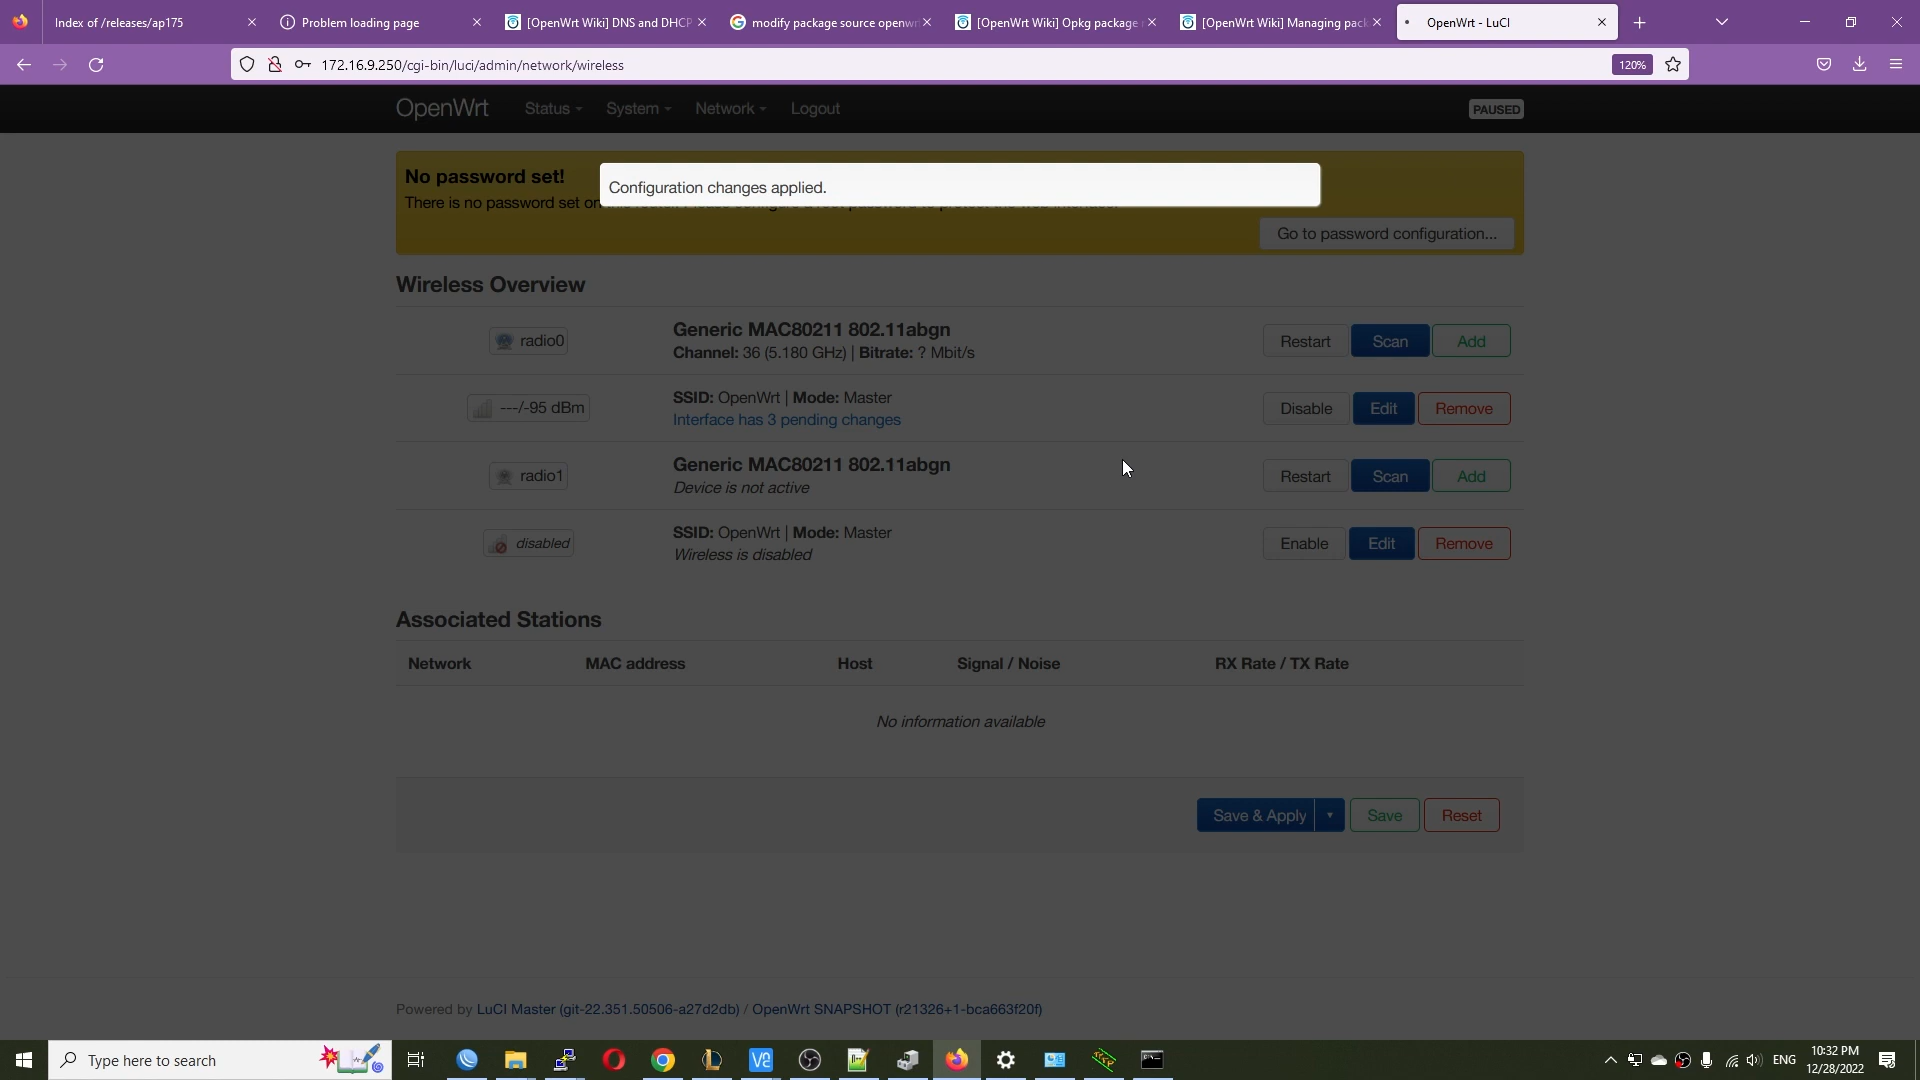 Index of /releases/ap175
Problem loading page
[OpenWrt Wiki] DNS and DHCP
modify package source openwr
[OpenWrt Wiki] Opkg package
[OpenWrt Wiki] Managing pack
OpenWrt - LuCI
172.16.9.250/cgi-bin/luci/admin/network/wireless
120%
OpenWrt
Status
System
Network
Logout
PAUSED
No password set!
Configuration changes applied.
There is no password set on
Go to password configuration...
Wireless Overview
radio0
Generic MAC80211 802.11abgn
Channel: 36 (5.180 GHz) | Bitrate: ? Mbit/s
Restart
Scan
Add
---/-95 dBm
SSID: OpenWrt | Mode: Master
Interface has 3 pending changes
Disable
Edit
Remove
radio1
Generic MAC80211 802.11abgn
Device is not active
Restart
Scan
Add
disabled
SSID: OpenWrt | Mode: Master
Wireless is disabled
Enable
Edit
Remove
Associated Stations
Network
MAC address
Host
Signal / Noise
RX Rate / TX Rate
No information available
Save & Apply
Save
Reset
Powered by LuCI Master (git-22.351.50506-a27d2db) / OpenWrt SNAPSHOT (r21326+1-bca663f20f)
Type here to search
ENG
10:32 PM
12/28/2022